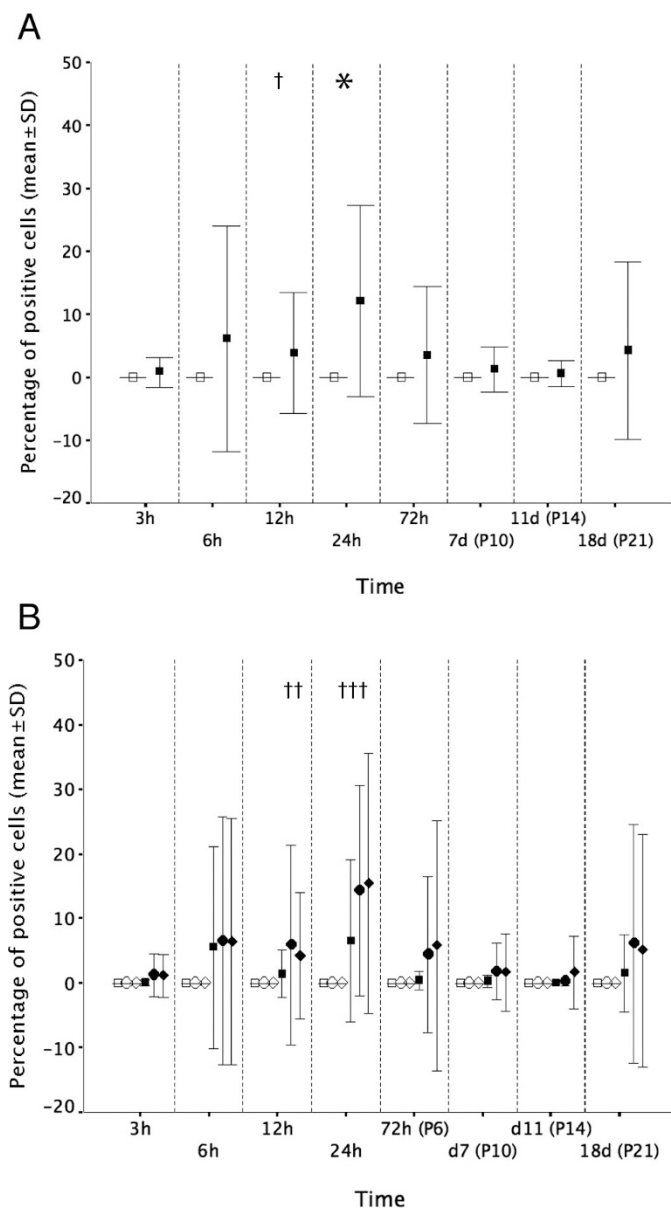 A
Percentage of positive cells (mean±SD)
50
40
30
20
10
0
-10
-20
† *
3h 12h 72h 11d (P14)
6h 24h 7d (P10) 18d (P21)
Time
B
Percentage of positive cells (mean±SD)
50
40
30
20
10
0
-10
-20
†† †††
3h 12h 72h (P6) d11 (P14)
6h 24h d7 (P10) 18d (P21)
Time